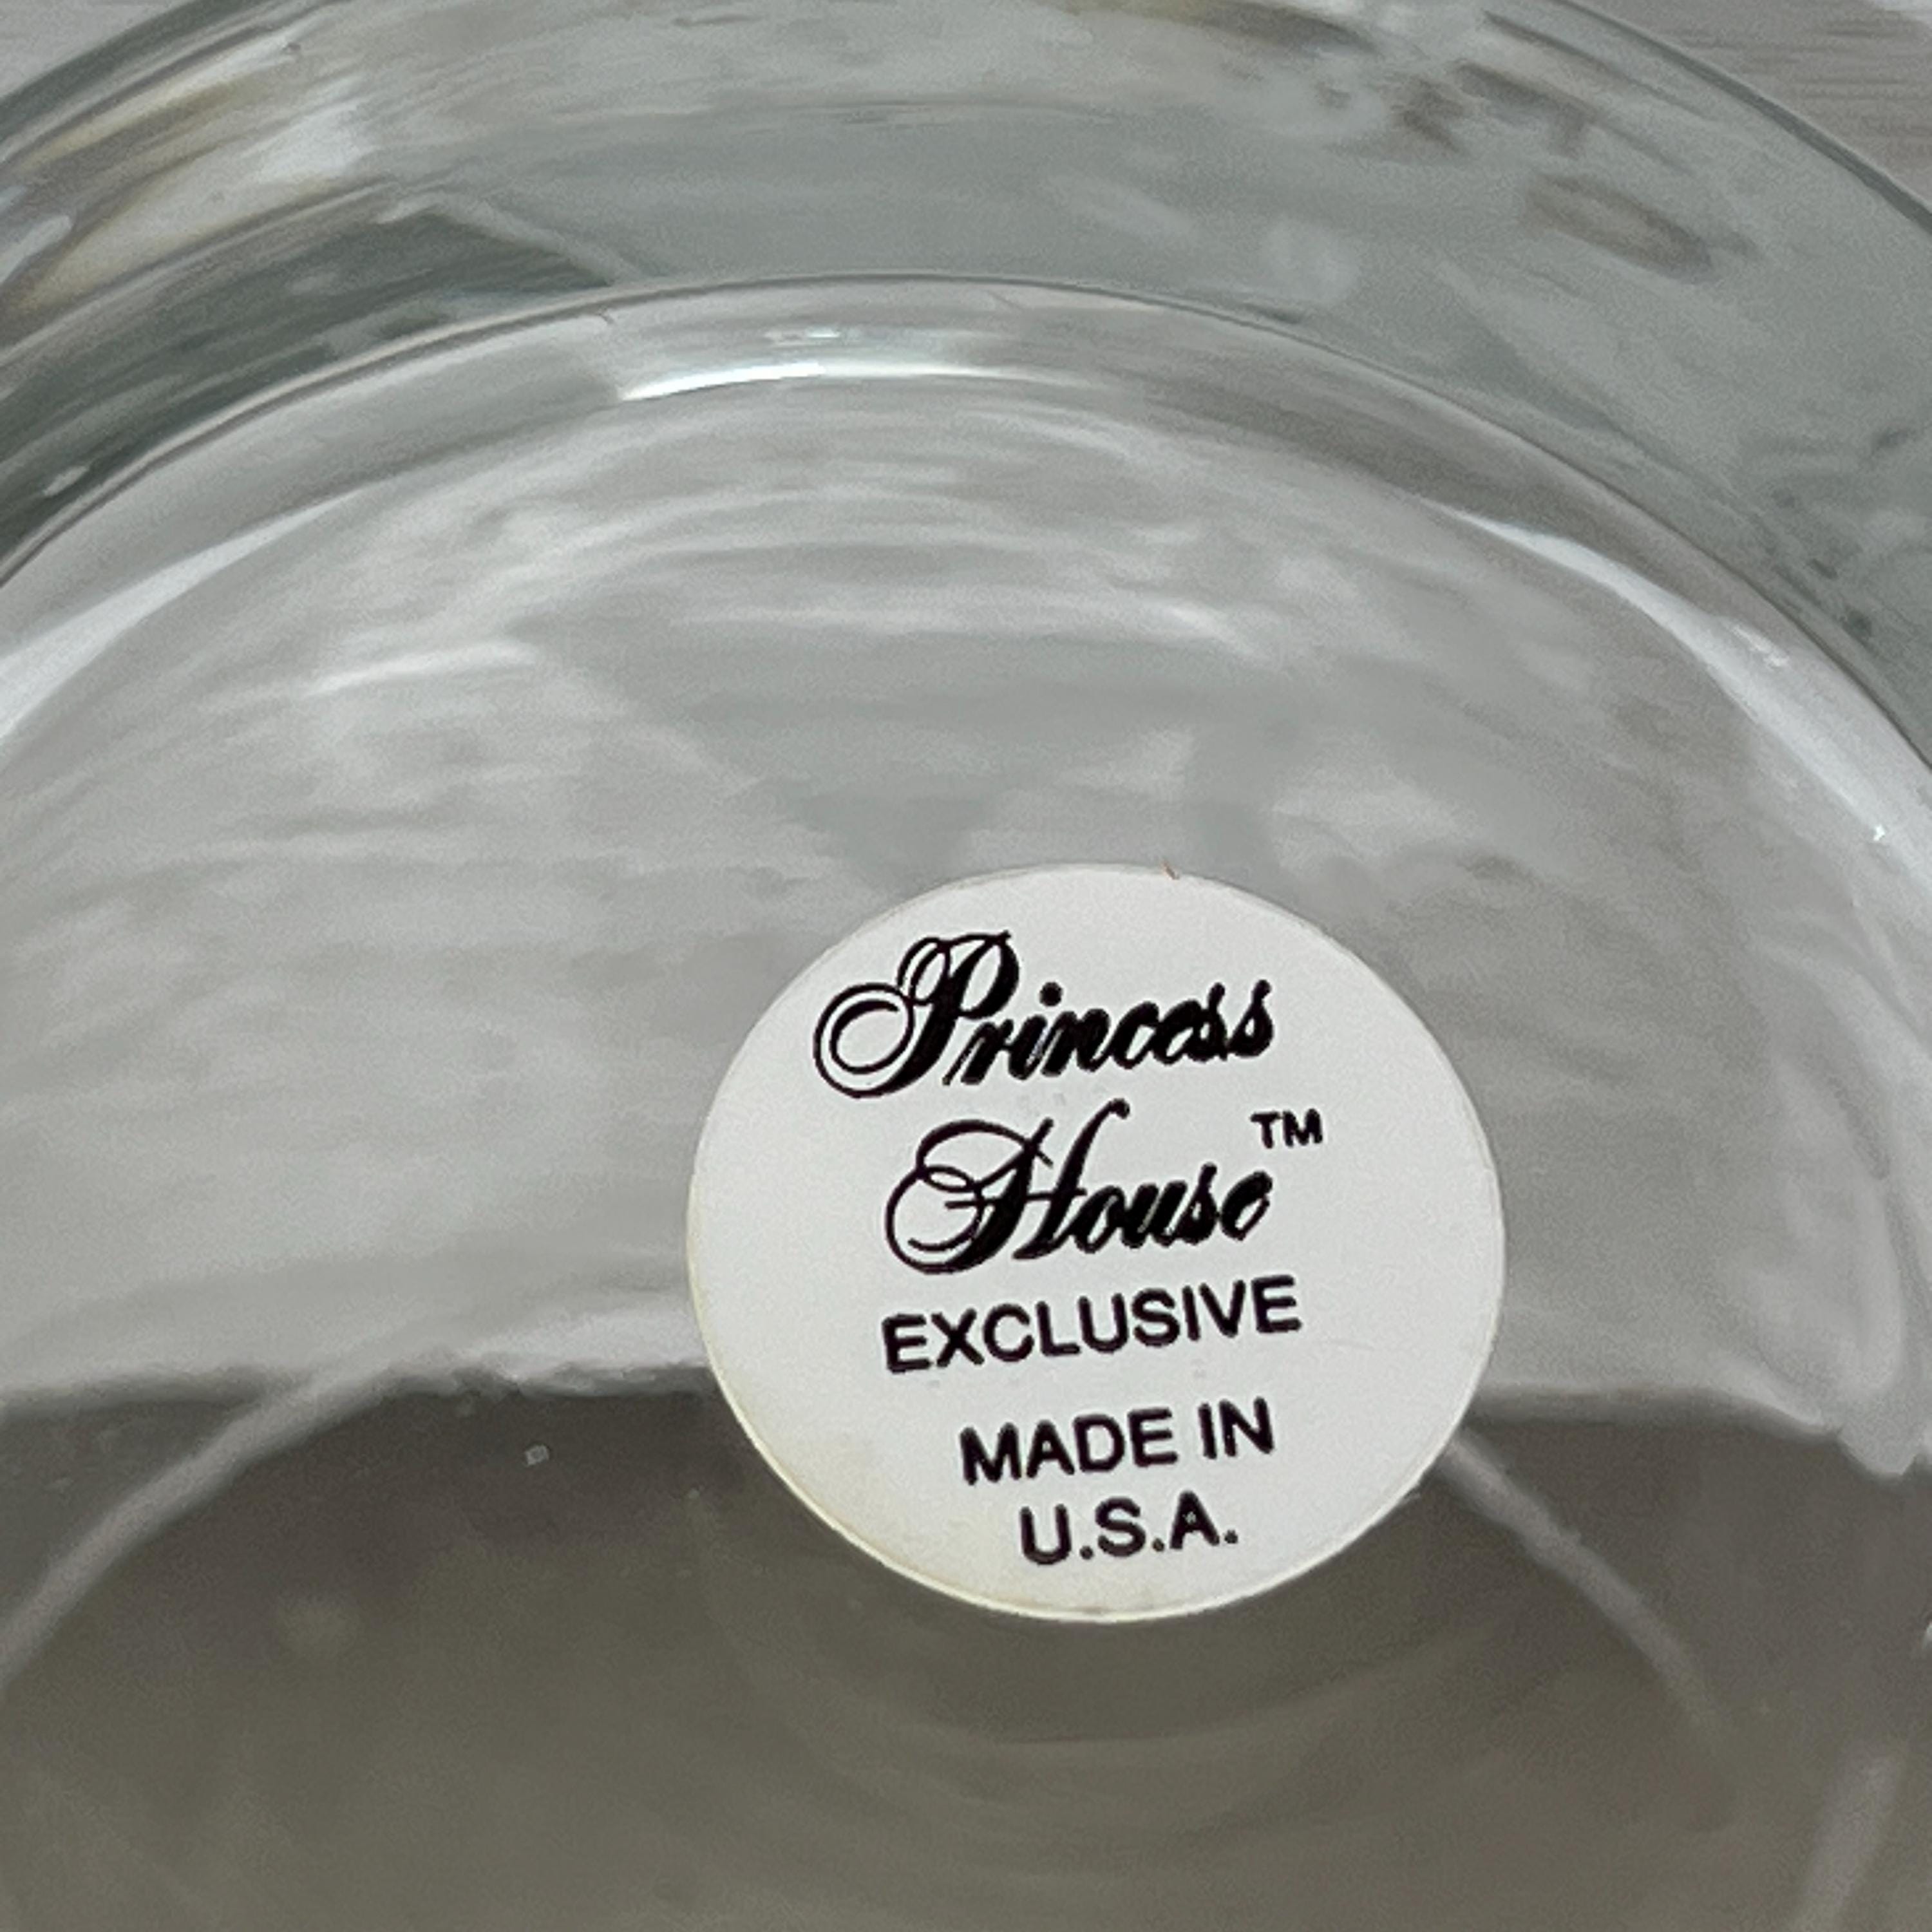 Princess
House™
EXCLUSIVE
MADE IN
U.S.A.